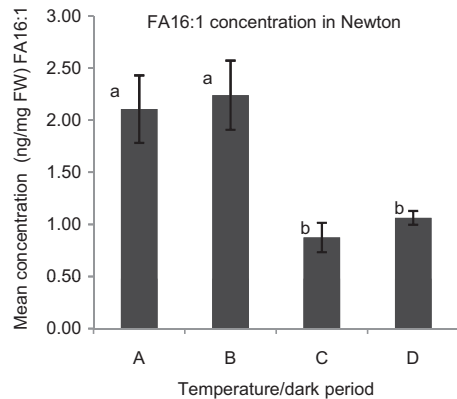 FA16:1 concentration in Newton
Mean concentration (ng/mg FW) FA16:1
3.00
2.50
2.00
1.50
1.00
0.50
0.00
a
a
b
b
A B C D
Temperature/dark period